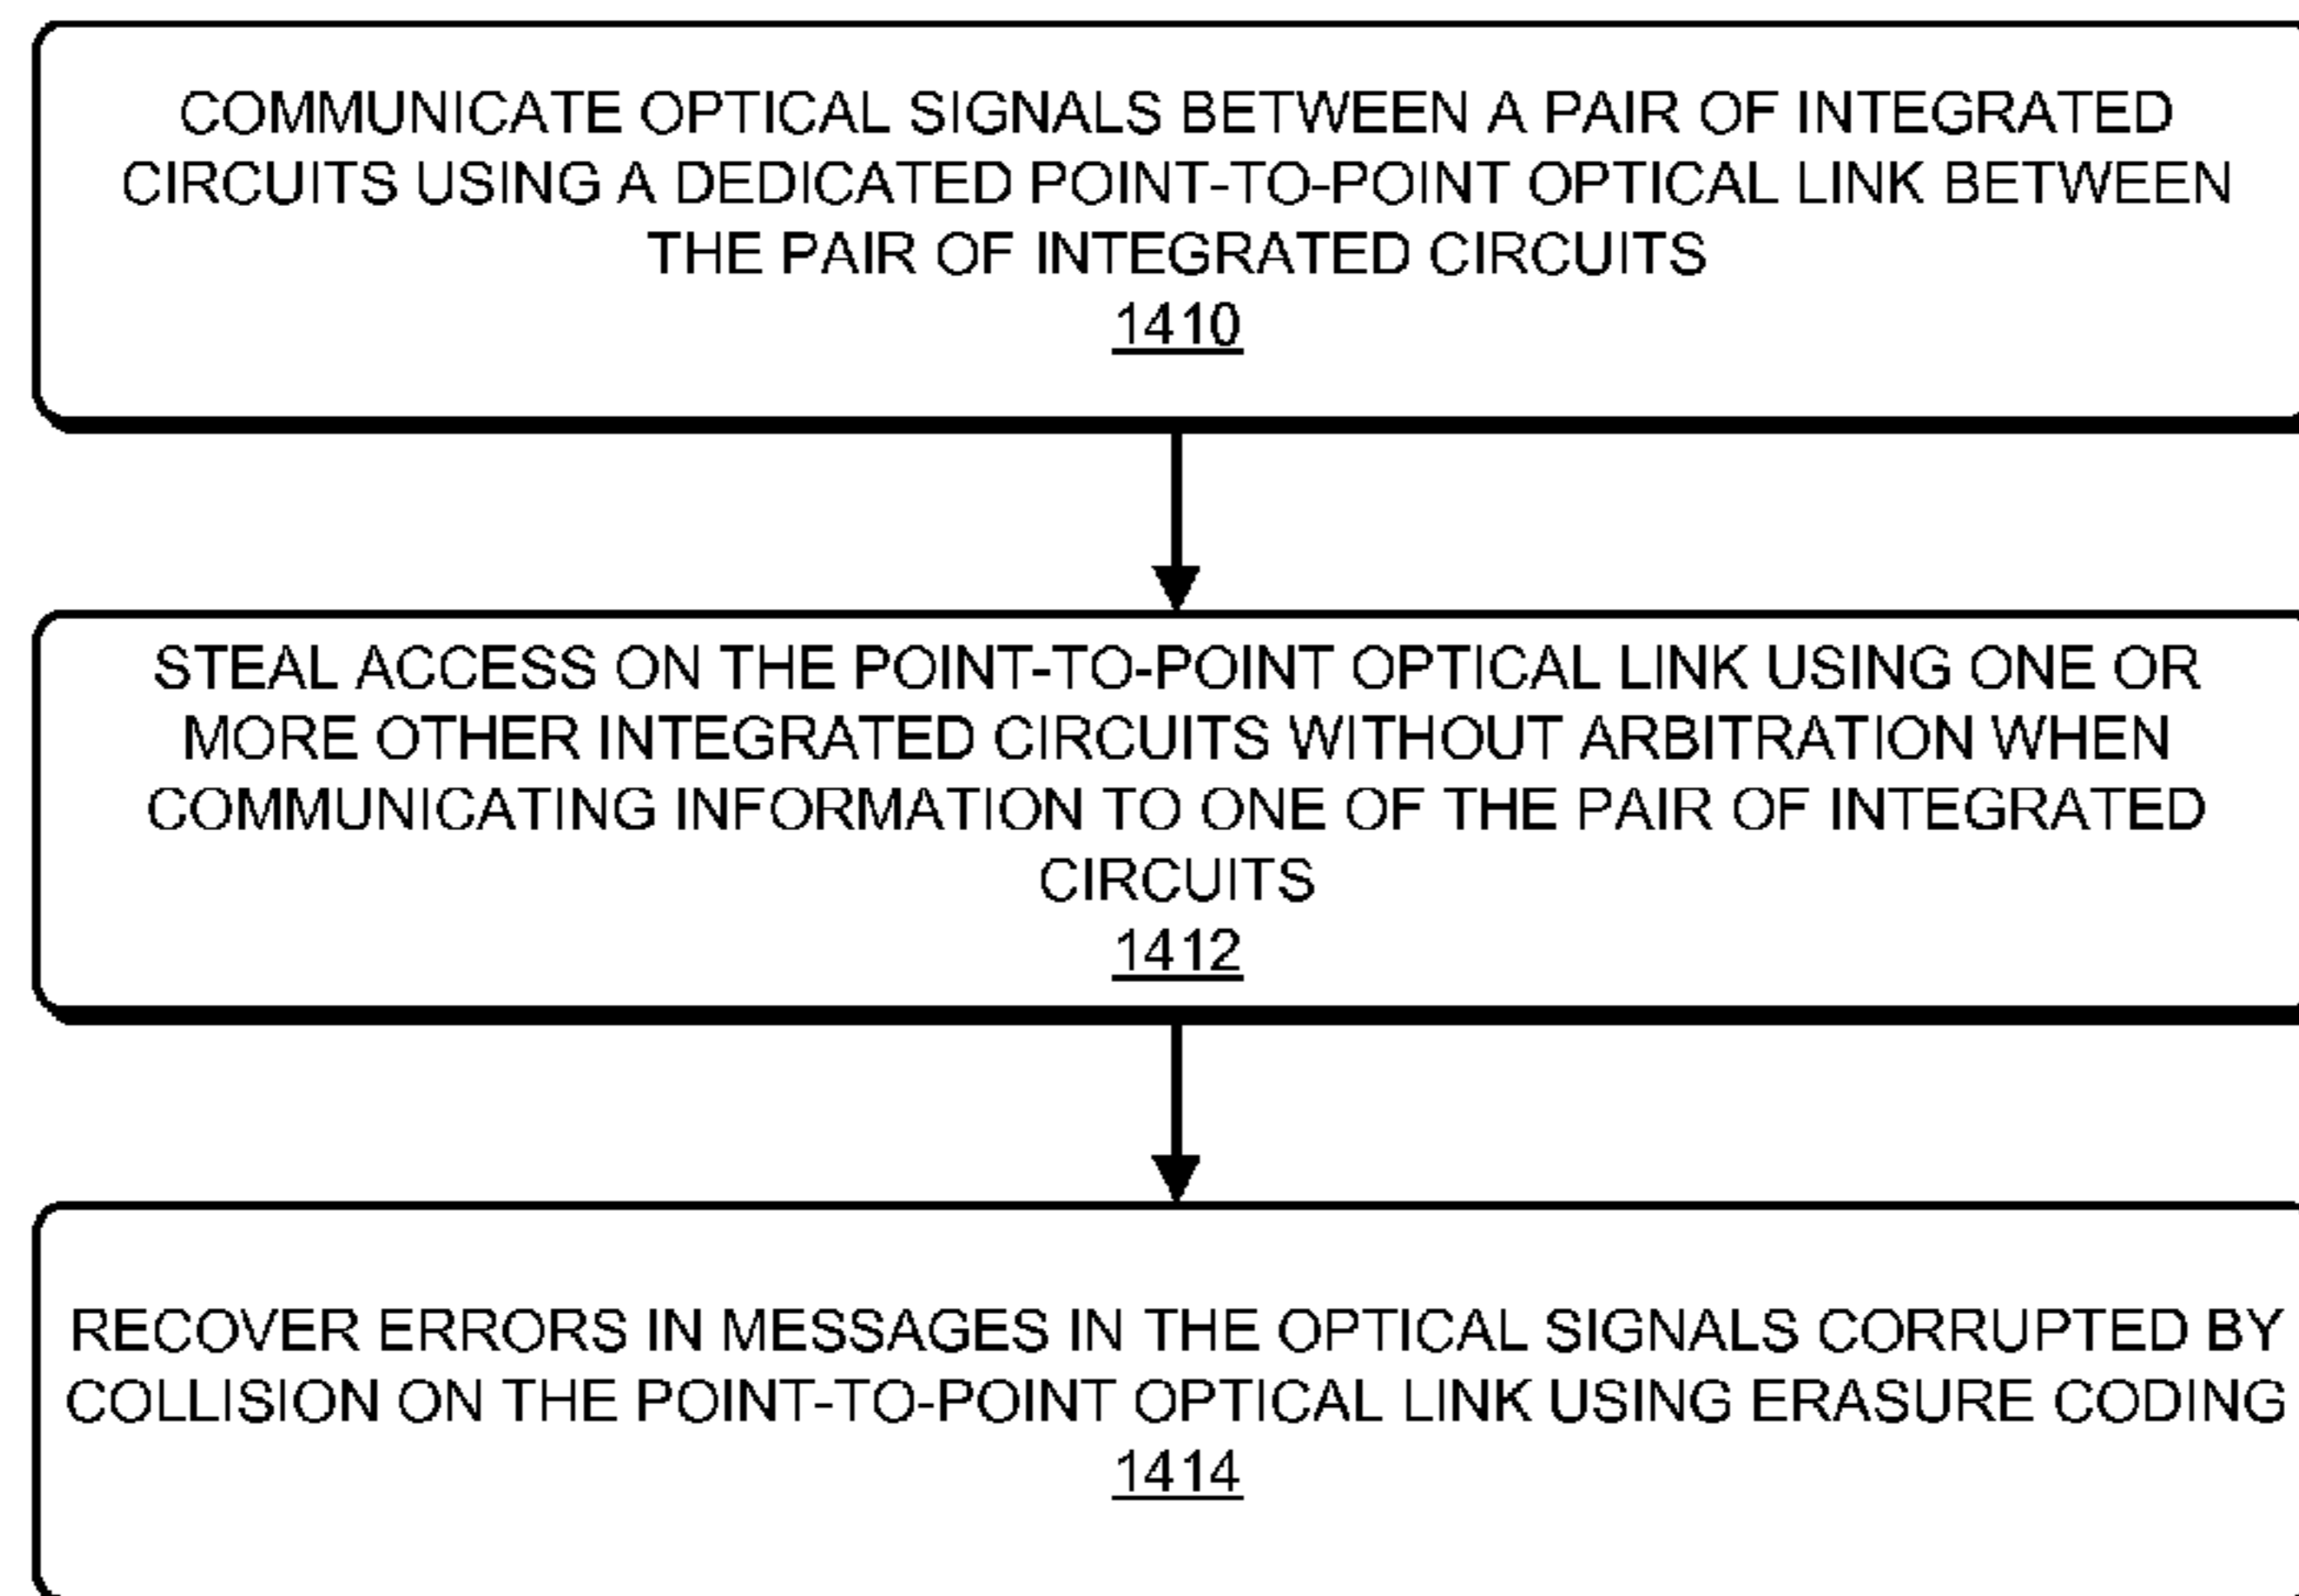 COMMUNICATE OPTICAL SIGNALS BETWEEN A PAIR OF INTEGRATED
CIRCUITS USING A DEDICATED POINT-TO-POINT OPTICAL LINK BETWEEN
THE PAIR OF INTEGRATED CIRCUITS
1410
STEAL ACCESS ON THE POINT-TO-POINT OPTICAL LINK USING ONE OR
MORE OTHER INTEGRATED CIRCUITS WITHOUT ARBITRATION WHEN
COMMUNICATING INFORMATION TO ONE OF THE PAIR OF INTEGRATED
CIRCUITS
1412
RECOVER ERRORS IN MESSAGES IN THE OPTICAL SIGNALS CORRUPTED BY
COLLISION ON THE POINT-TO-POINT OPTICAL LINK USING ERASURE CODING
1414